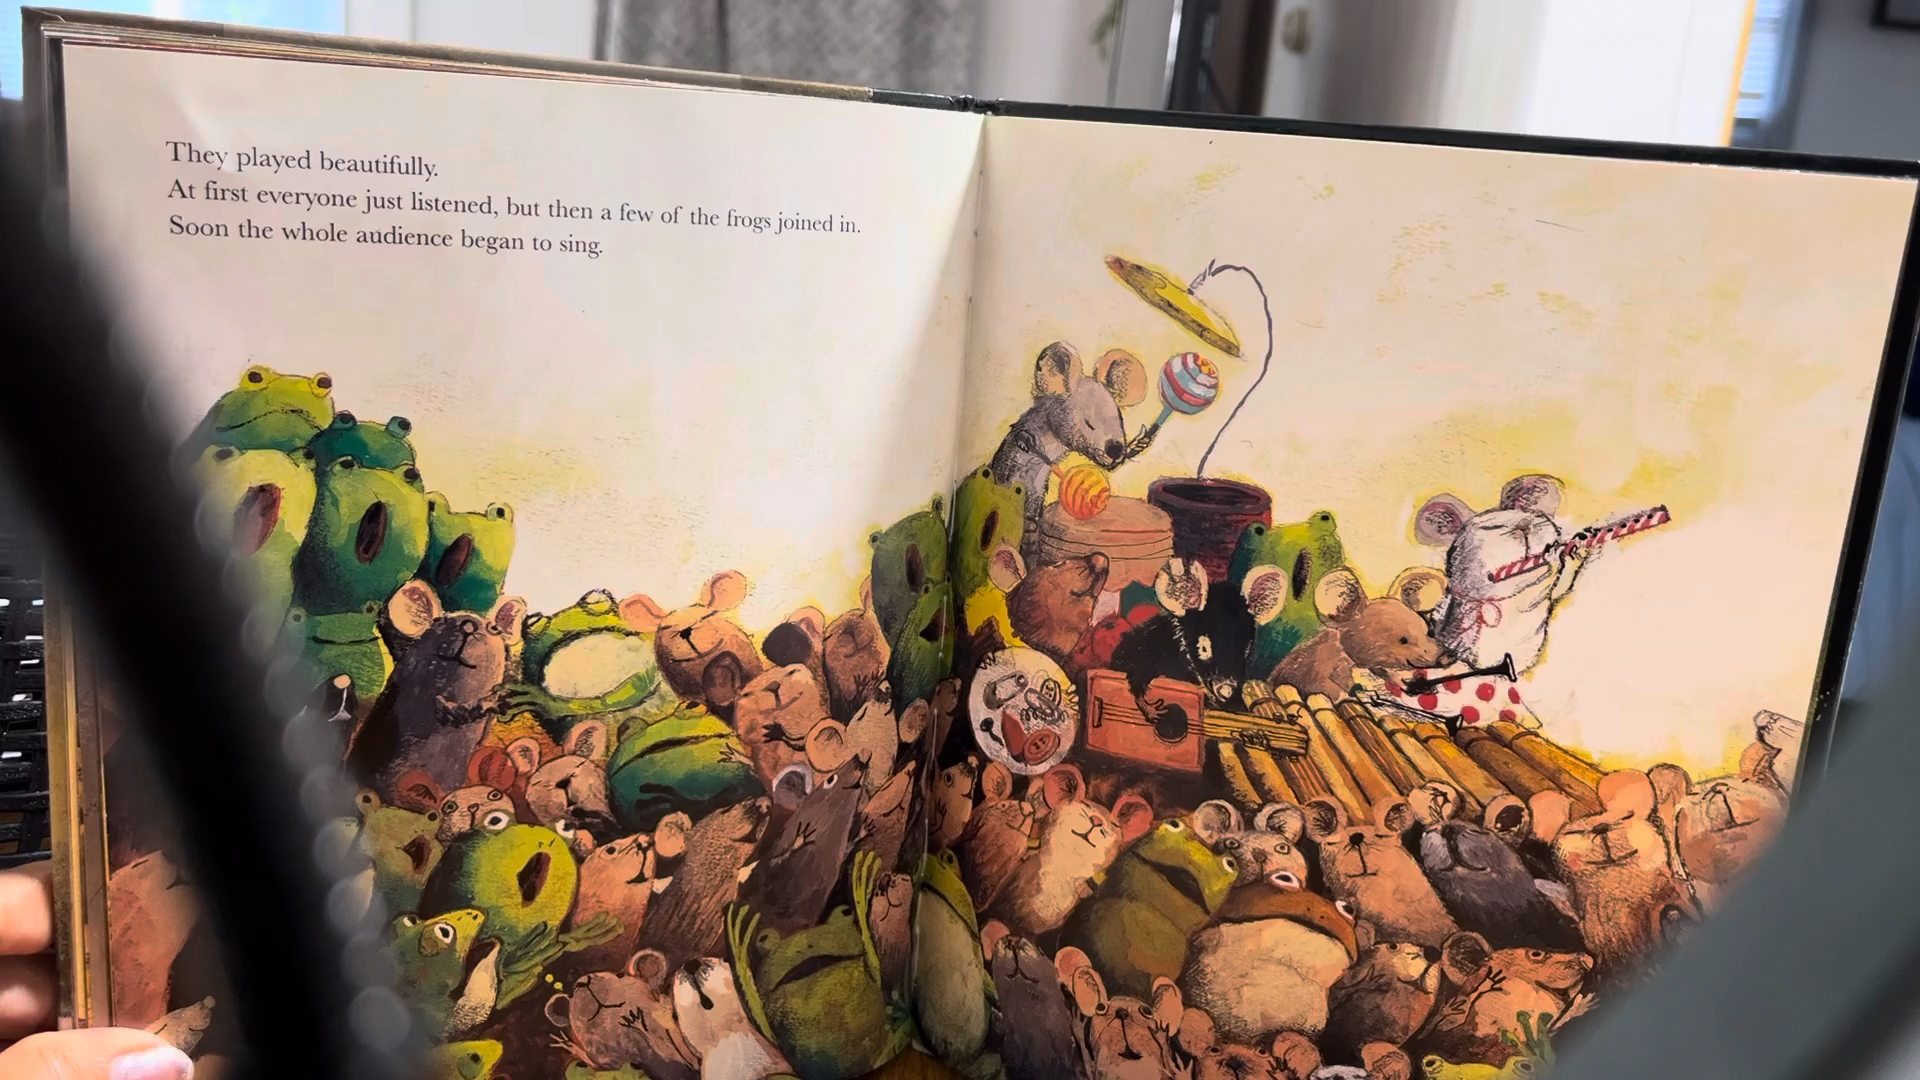 They played beautifully.
At first everyone just listened, but then a few of the frogs joined in.
Soon the whole audience began to sing.